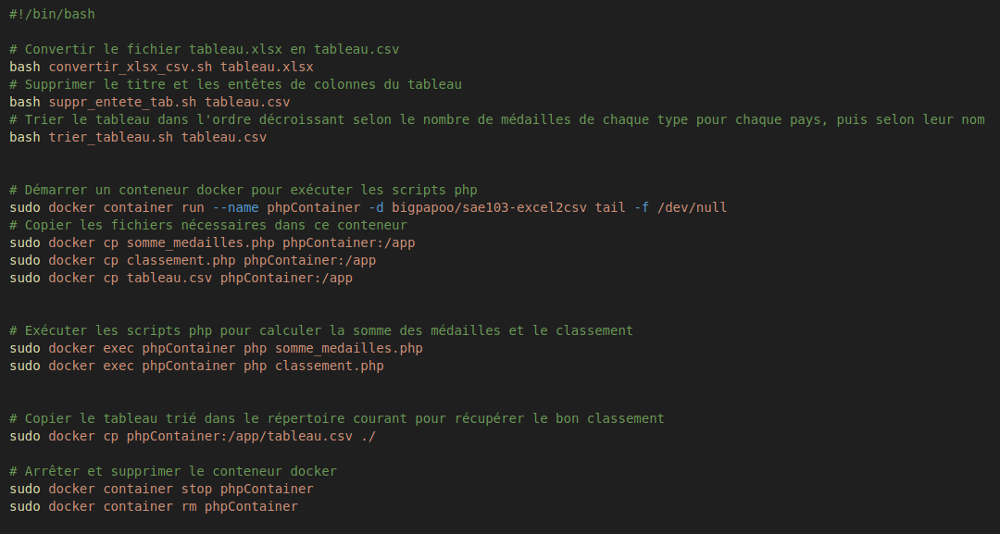 #!/bin/bash
# Convertir le fichier tableau.xlsx en tableau.csv
bash convertir_xlsx_csv.sh tableau.xlsx
# Supprimer le titre et les entêtes de colonnes du tableau
bash suppr_entete_tab.sh tableau.csv
# Trier le tableau dans l'ordre décroissant selon le nombre de médailles de chaque type pour chaque pays, puis selon leur nom
bash trier_tableau.sh tableau.csv
# Démarrer un conteneur docker pour exécuter les scripts php
sudo docker container run --name phpContainer -d bigpapoo/sae103-excel2csv tail -f /dev/null
# Copier les fichiers nécessaires dans ce conteneur
sudo docker cp somme_medailles.php phpContainer:/app
sudo docker cp classement.php phpContainer:/app
sudo docker cp tableau.csv phpContainer:/app
# Exécuter les scripts php pour calculer la somme des médailles et le classement
sudo docker exec phpContainer php somme_medailles.php
sudo docker exec phpContainer php classement.php
# Copier le tableau trié dans le répertoire courant pour récupérer le bon classement
sudo docker cp phpContainer:/app/tableau.csv ./
# Arrêter et supprimer le conteneur docker
sudo docker container stop phpContainer
sudo docker container rm phpContainer